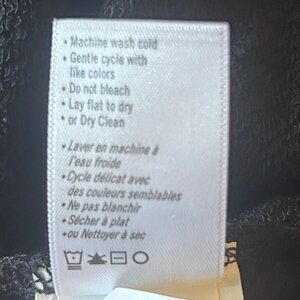 • Machine wash cold
• Gentle cycle with
like colors
• Do not bleach
• Lay flat to dry
• or Dry Clean
• Laver en machine à
l'eau froide
• Cycle délicat avec
des couleurs semblables
• Ne pas blanchir
• Sécher à plat
• ou Nettoyer à sec